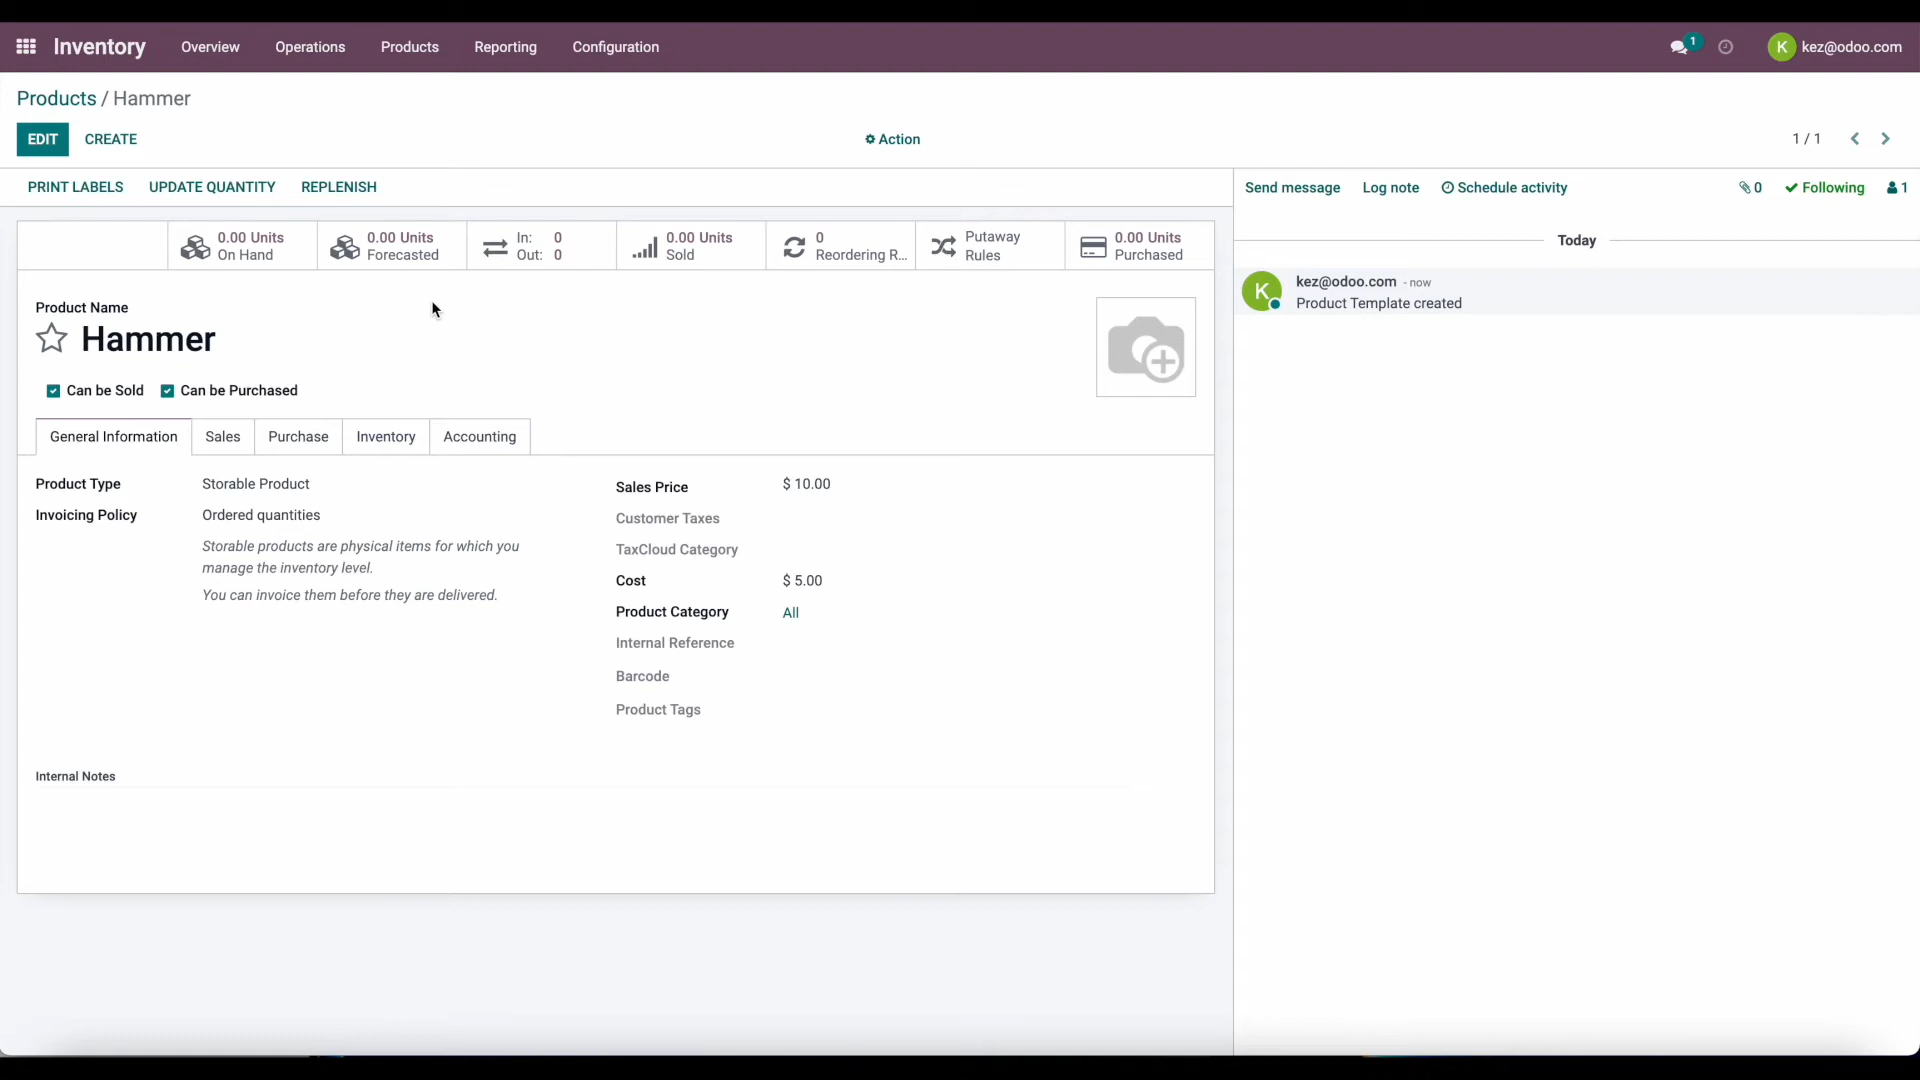 Inventory Overview Operations Products Reporting Configuration 1 K kez@odoo.com
Products / Hammer
EDIT CREATE Action 1 / 1
PRINT LABELS UPDATE QUANTITY REPLENISH Send message Log note Schedule activity 0 Following 1
0.00 Units
On Hand
0.00 Units
Forecasted
In: 0
Out: 0
0.00 Units
Sold
0
Reordering R...
Putaway
Rules
0.00 Units
Purchased
Today
K kez@odoo.com - now
Product Template created
Product Name
Hammer
Can be Sold Can be Purchased
General Information Sales Purchase Inventory Accounting
Product Type Storable Product
Invoicing Policy Ordered quantities
Storable products are physical items for which you
manage the inventory level.
You can invoice them before they are delivered.
Sales Price $ 10.00
Customer Taxes
TaxCloud Category
Cost $ 5.00
Product Category All
Internal Reference
Barcode
Product Tags
Internal Notes